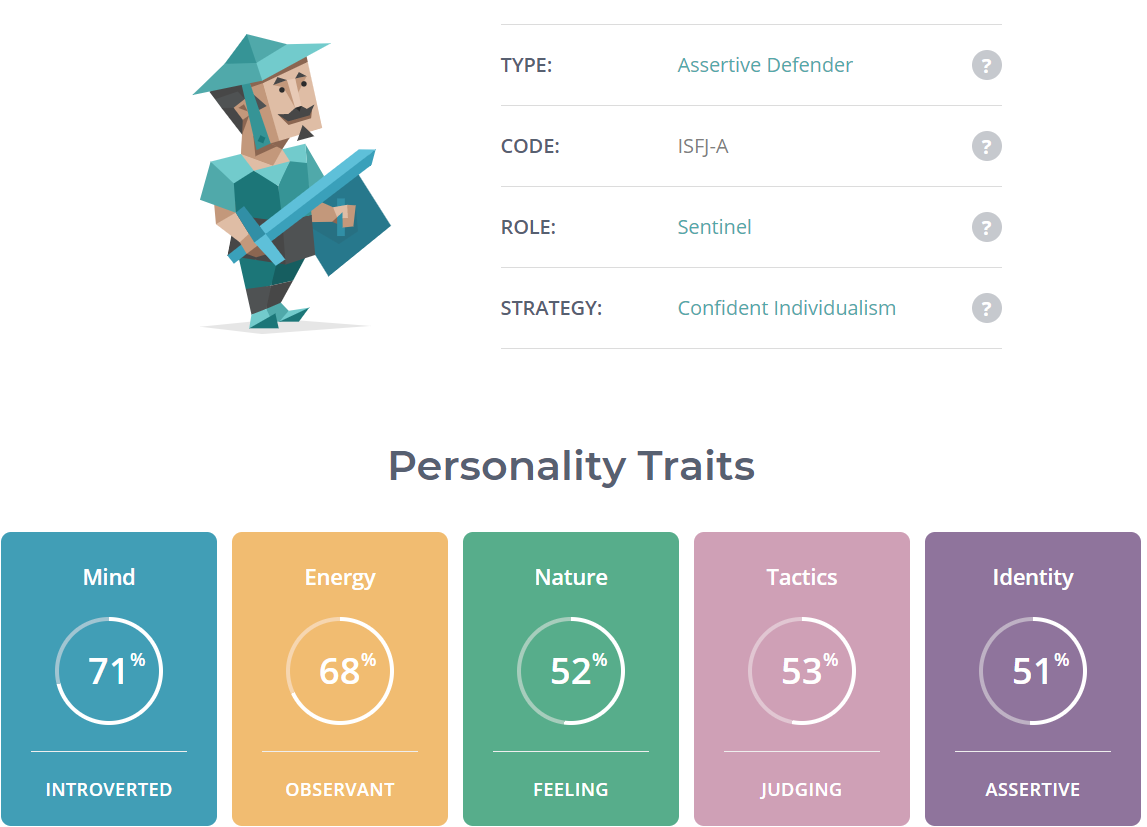 TYPE: Assertive Defender ?
CODE: ISFJ-A ?
ROLE: Sentinel ?
STRATEGY: Confident Individualism ?
Personality Traits
Mind
71%
INTROVERTED
Energy
68%
OBSERVANT
Nature
52%
FEELING
Tactics
53%
JUDGING
Identity
51%
ASSERTIVE